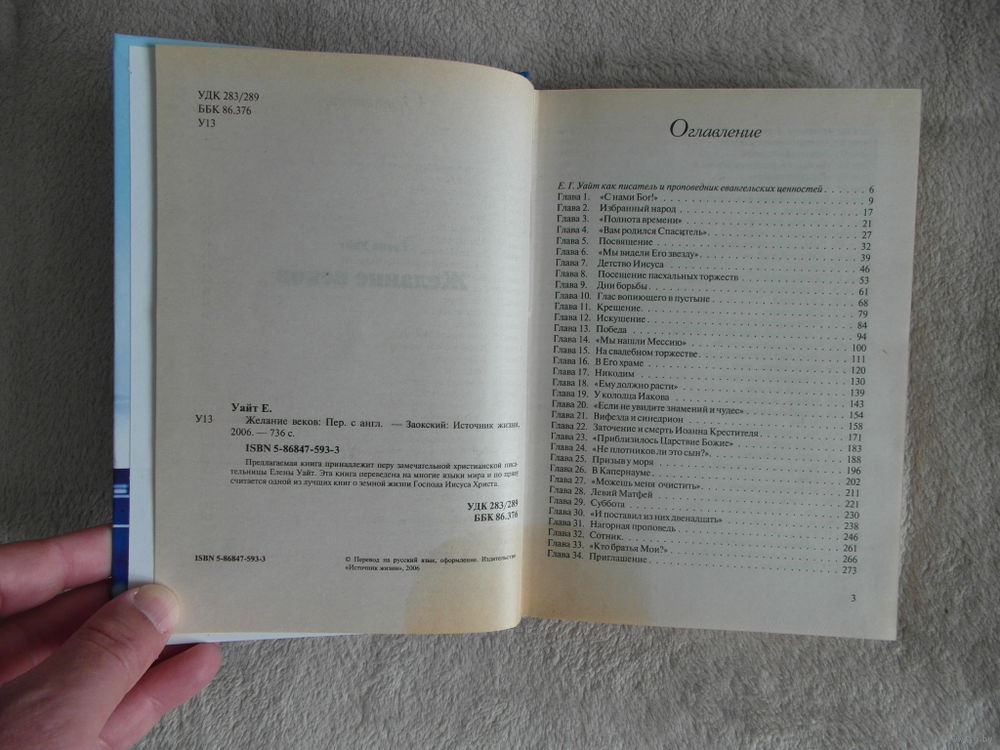 УДК 283/289
ББК 86.376
У13
Уайт Е.
У13 Желание веков: Пер. с англ. — Заокский: Источник жизни,
2006. — 736 с.
ISBN 5-86847-593-3
Предлагаемая книга принадлежит перу замечательной христианской писа-
тельницы Елены Уайт. Эта книга переведена на многие языки мира и по праву
считается одной из лучших книг о земной жизни Господа Иисуса Христа.
УДК 283/289
ББК 86.376
ISBN 5-86847-593-3
© Перевод на русский язык, оформление. Издательство
«Источник жизни», 2006
Оглавление
Е. Г. Уайт как писатель и проповедник евангельских ценностей . . . . . . 6
Глава 1. «С нами Бог!» . . . . . 9
Глава 2. Избранный народ . . . . . 17
Глава 3. «Полнота времени» . . . . . 21
Глава 4. «Вам родился Спаситель» . . . . . 27
Глава 5. Посвящение . . . . . 32
Глава 6. «Мы видели Его звезду» . . . . . 39
Глава 7. Детство Иисуса . . . . . 46
Глава 8. Посещение пасхальных торжеств . . . . . 53
Глава 9. Дни борьбы . . . . . 61
Глава 10. Глас вопиющего в пустыне . . . . . 68
Глава 11. Крещение . . . . . 79
Глава 12. Искушение . . . . . 84
Глава 13. Победа . . . . . 94
Глава 14. «Мы нашли Мессию» . . . . . 100
Глава 15. На свадебном торжестве . . . . . 111
Глава 16. В Его храме . . . . . 120
Глава 17. Никодим . . . . . 130
Глава 18. «Ему должно расти» . . . . . 139
Глава 19. У колодца Иакова . . . . . 143
Глава 20. «Если не увидите знамений и чудес» . . . . . 154
Глава 21. Вифезда и синедрион . . . . . 158
Глава 22. Заточение и смерть Иоанна Крестителя . . . . . 171
Глава 23. «Приблизилось Царствие Божие» . . . . . 183
Глава 24. «Не плотников ли это сын?» . . . . . 188
Глава 25. Призыв у моря . . . . . 196
Глава 26. В Капернауме . . . . . 202
Глава 27. «Можешь меня очистить» . . . . . 211
Глава 28. Левий Матфей . . . . . 221
Глава 29. Суббота . . . . . 230
Глава 30. «И поставил из них двенадцать» . . . . . 238
Глава 31. Нагорная проповедь . . . . . 246
Глава 32. Сотник . . . . . 261
Глава 33. «Кто братья Мои?» . . . . . 266
Глава 34. Приглашение . . . . . 273
3